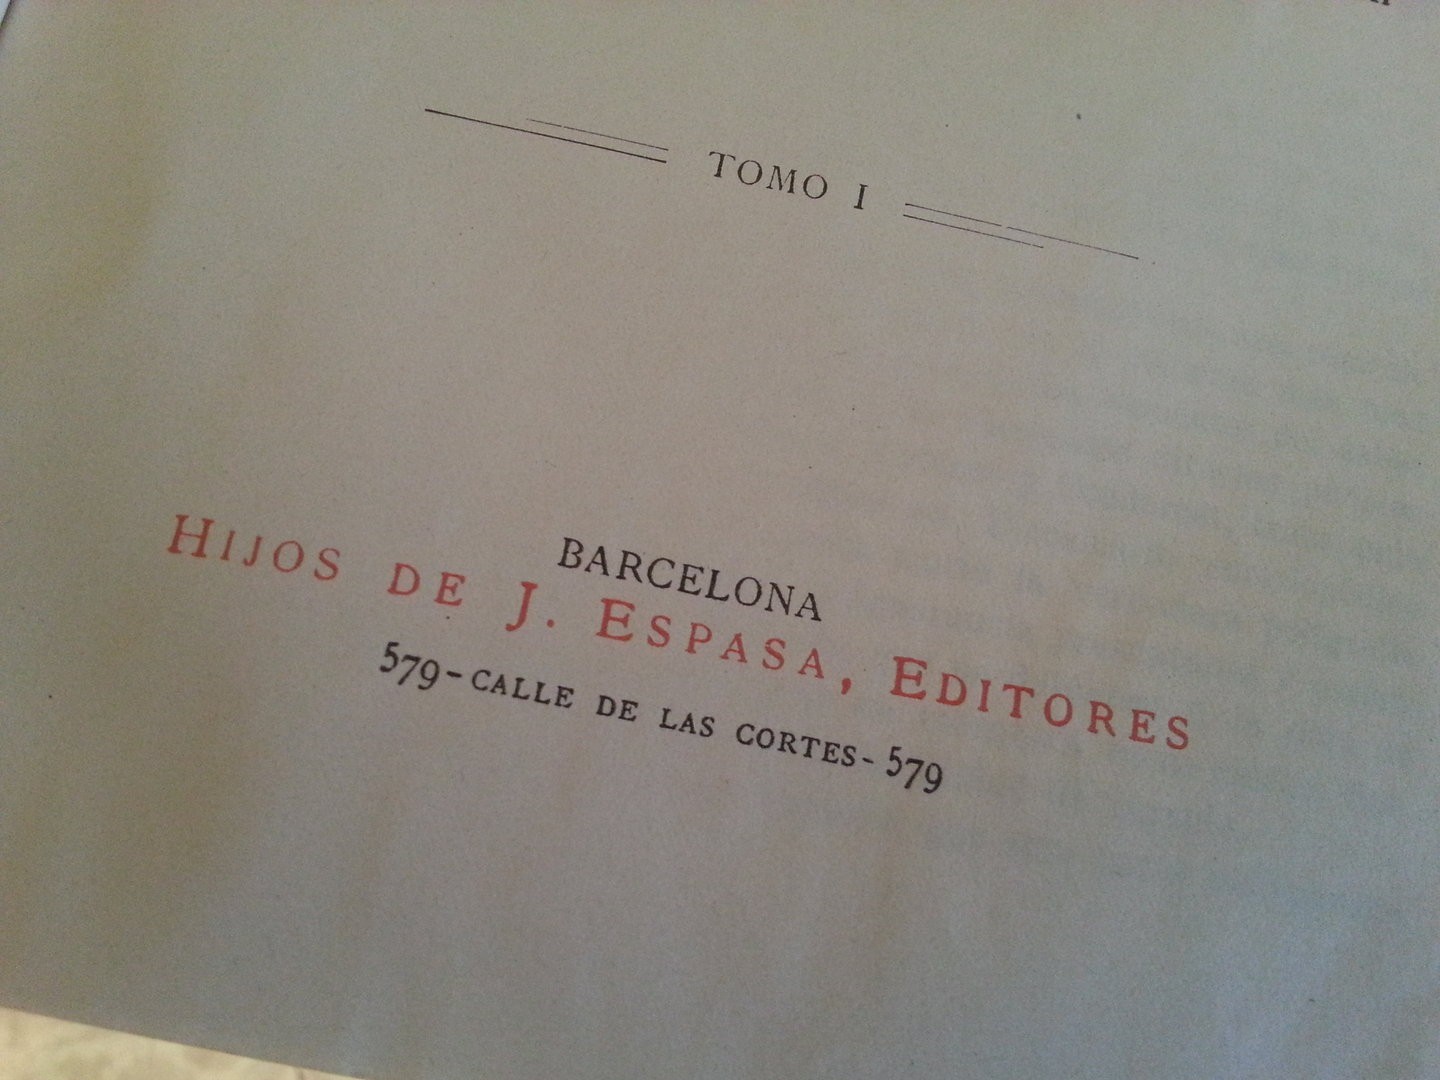 TOMO I
BARCELONA
HIJOS DE J. ESPASA, EDITORES
579-CALLE DE LAS CORTES-579